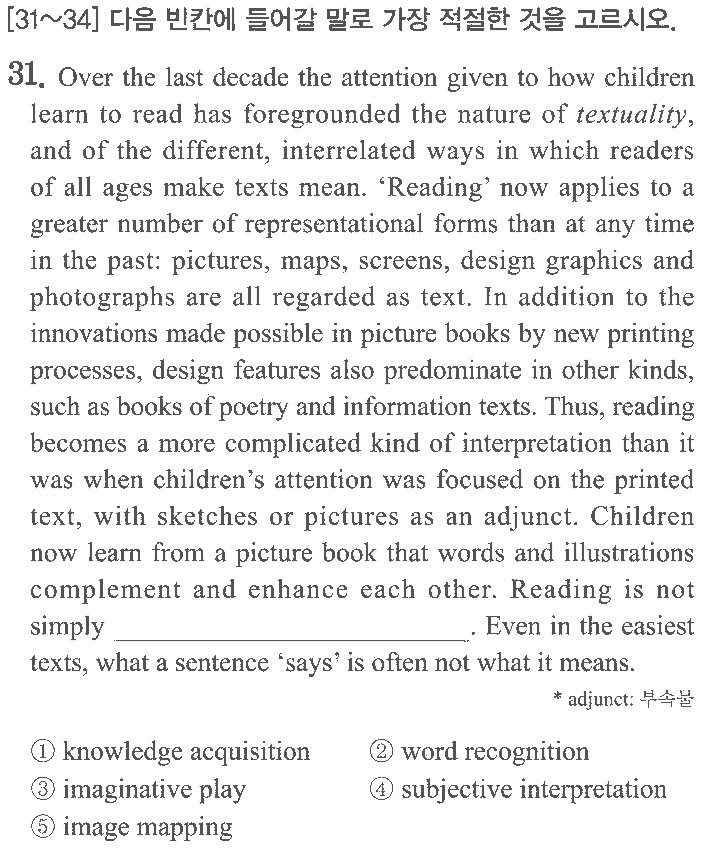 [31~34] 다음 빈칸에 들어갈 말로 가장 적절한 것을 고르시오.
31. Over the last decade the attention given to how children
learn to read has foregrounded the nature of textuality,
and of the different, interrelated ways in which readers
of all ages make texts mean. ‘Reading’ now applies to a
greater number of representational forms than at any time
in the past: pictures, maps, screens, design graphics and
photographs are all regarded as text. In addition to the
innovations made possible in picture books by new printing
processes, design features also predominate in other kinds,
such as books of poetry and information texts. Thus, reading
becomes a more complicated kind of interpretation than it
was when children’s attention was focused on the printed
text, with sketches or pictures as an adjunct. Children
now learn from a picture book that words and illustrations
complement and enhance each other. Reading is not
simply ____________________. Even in the easiest
texts, what a sentence ‘says’ is often not what it means.
* adjunct: 부속물
① knowledge acquisition ② word recognition
③ imaginative play ④ subjective interpretation
⑤ image mapping